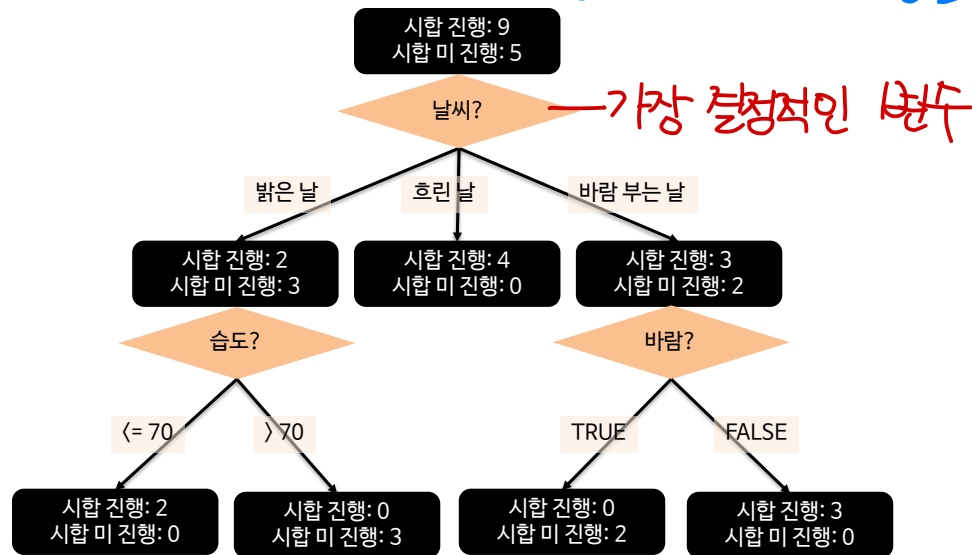 시합 진행: 9
시합 미 진행: 5
날씨?
가장 결정적인 변수
밝은 날
흐린 날
바람 부는 날
시합 진행: 2
시합 미 진행: 3
시합 진행: 4
시합 미 진행: 0
시합 진행: 3
시합 미 진행: 2
습도?
바람?
<= 70
> 70
TRUE
FALSE
시합 진행: 2
시합 미 진행: 0
시합 진행: 0
시합 미 진행: 3
시합 진행: 0
시합 미 진행: 2
시합 진행: 3
시합 미 진행: 0